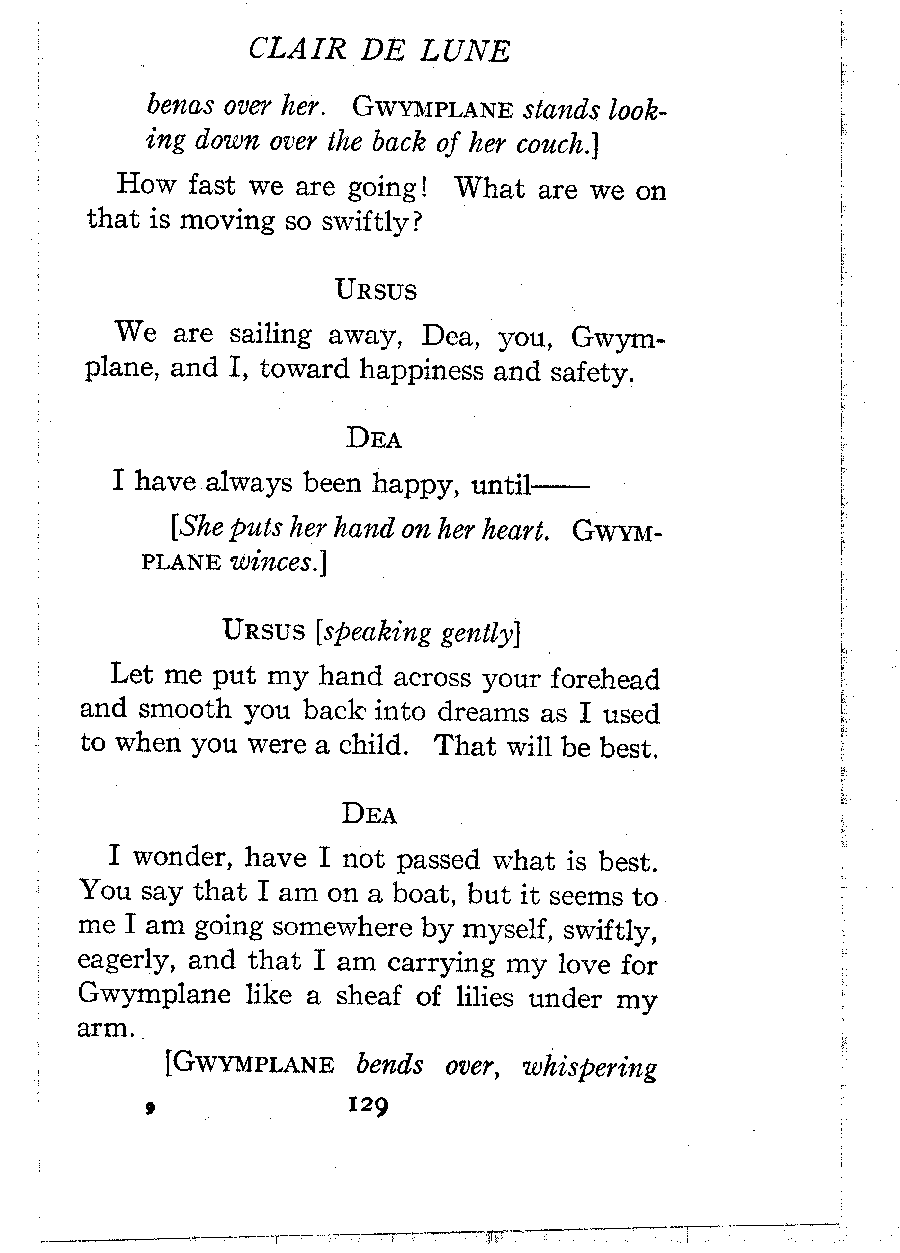 CLAIR DE LUNE
benas over her. GWYMPLANE stands look-
ing down over the back of her couch.]
How fast we are going! What are we on
that is moving so swiftly?
URSUS
We are sailing away, Dea, you, Gwym-
plane, and I, toward happiness and safety.
DEA
I have always been happy, until——
[She puts her hand on her heart. GWYM-
PLANE winces.]
URSUS [speaking gently]
Let me put my hand across your forehead
and smooth you back into dreams as I used
to when you were a child. That will be best.
DEA
I wonder, have I not passed what is best.
You say that I am on a boat, but it seems to
me I am going somewhere by myself, swiftly,
eagerly, and that I am carrying my love for
Gwymplane like a sheaf of lilies under my
arm.
[GWYMPLANE bends over, whispering
9 129